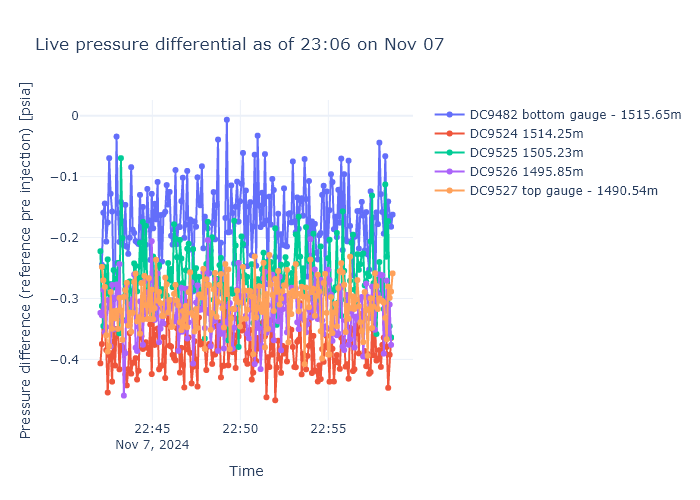 Live pressure differential as of 23:06 on Nov 07
Pressure difference (reference pre injection) [psia]
0
−0.1
−0.2
−0.3
−0.4
22:45
Nov 7, 2024
22:50
22:55
Time
DC9482 bottom gauge - 1515.65m
DC9524 1514.25m
DC9525 1505.23m
DC9526 1495.85m
DC9527 top gauge - 1490.54m